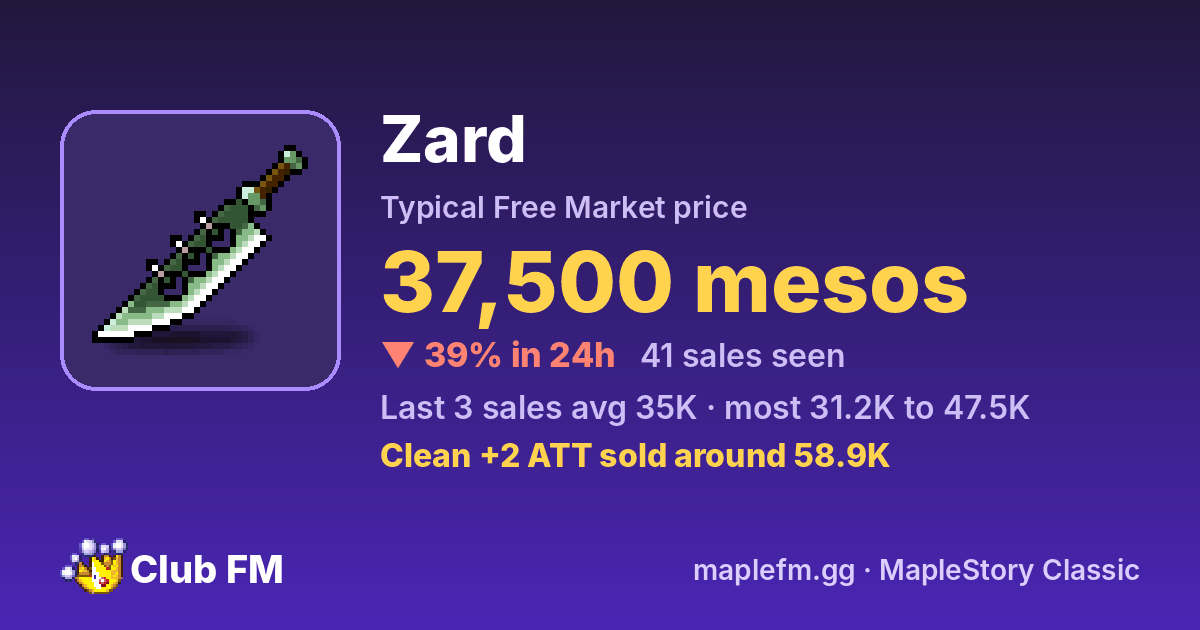 Zard
Typical Free Market price
37,500 mesos
▼ 39% in 24h 41 sales seen
Last 3 sales avg 35K · most 31.2K to 47.5K
Clean +2 ATT sold around 58.9K
Club FM
maplefm.gg · MapleStory Classic